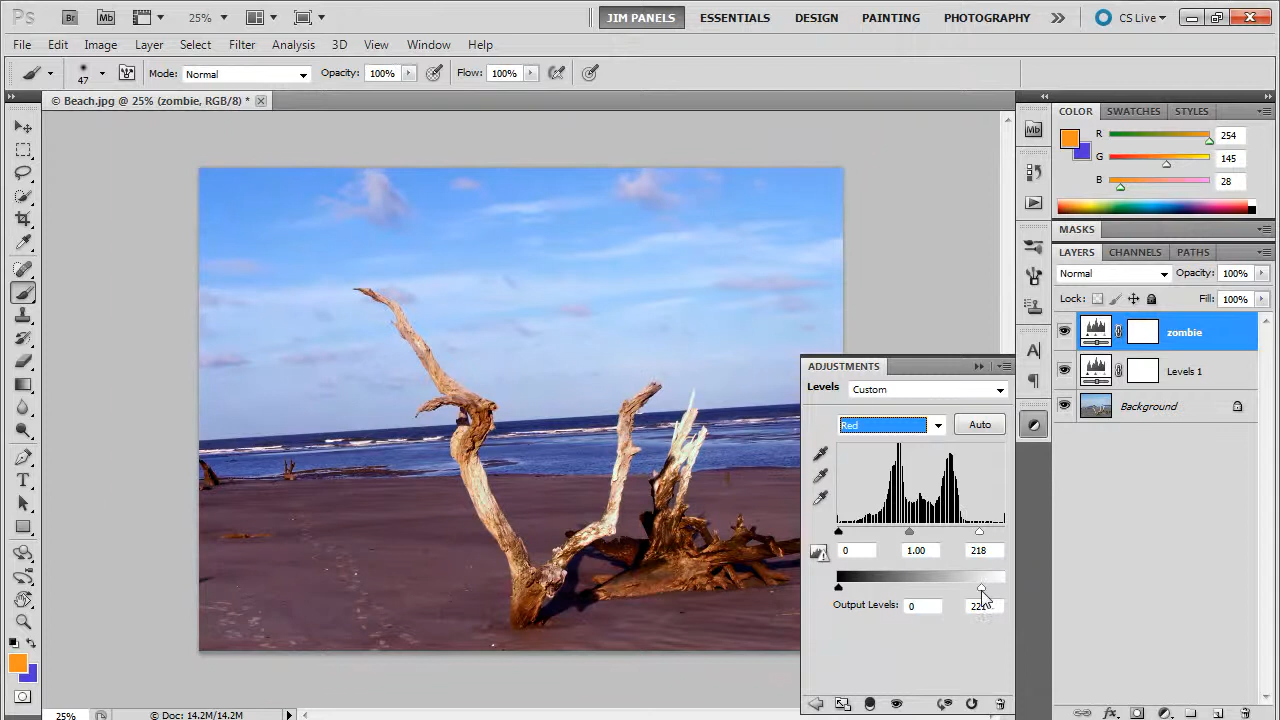 Ps Br Mb 25% JIM PANELS ESSENTIALS DESIGN PAINTING PHOTOGRAPHY CS Live
File Edit Image Layer Select Filter Analysis 3D View Window Help
47 Mode: Normal Opacity: 100% Flow: 100%
© Beach.jpg @ 25% (zombie, RGB/8) *
COLOR SWATCHES STYLES
Mb
R 254
G 145
B 28
MASKS
LAYERS CHANNELS PATHS
Normal Opacity: 100%
Lock: Fill: 100%
zombie
Levels 1
Background
ADJUSTMENTS
Levels Custom
Red Auto
0 1.00 218
Output Levels: 0
25% Doc: 14.2M/14.2M